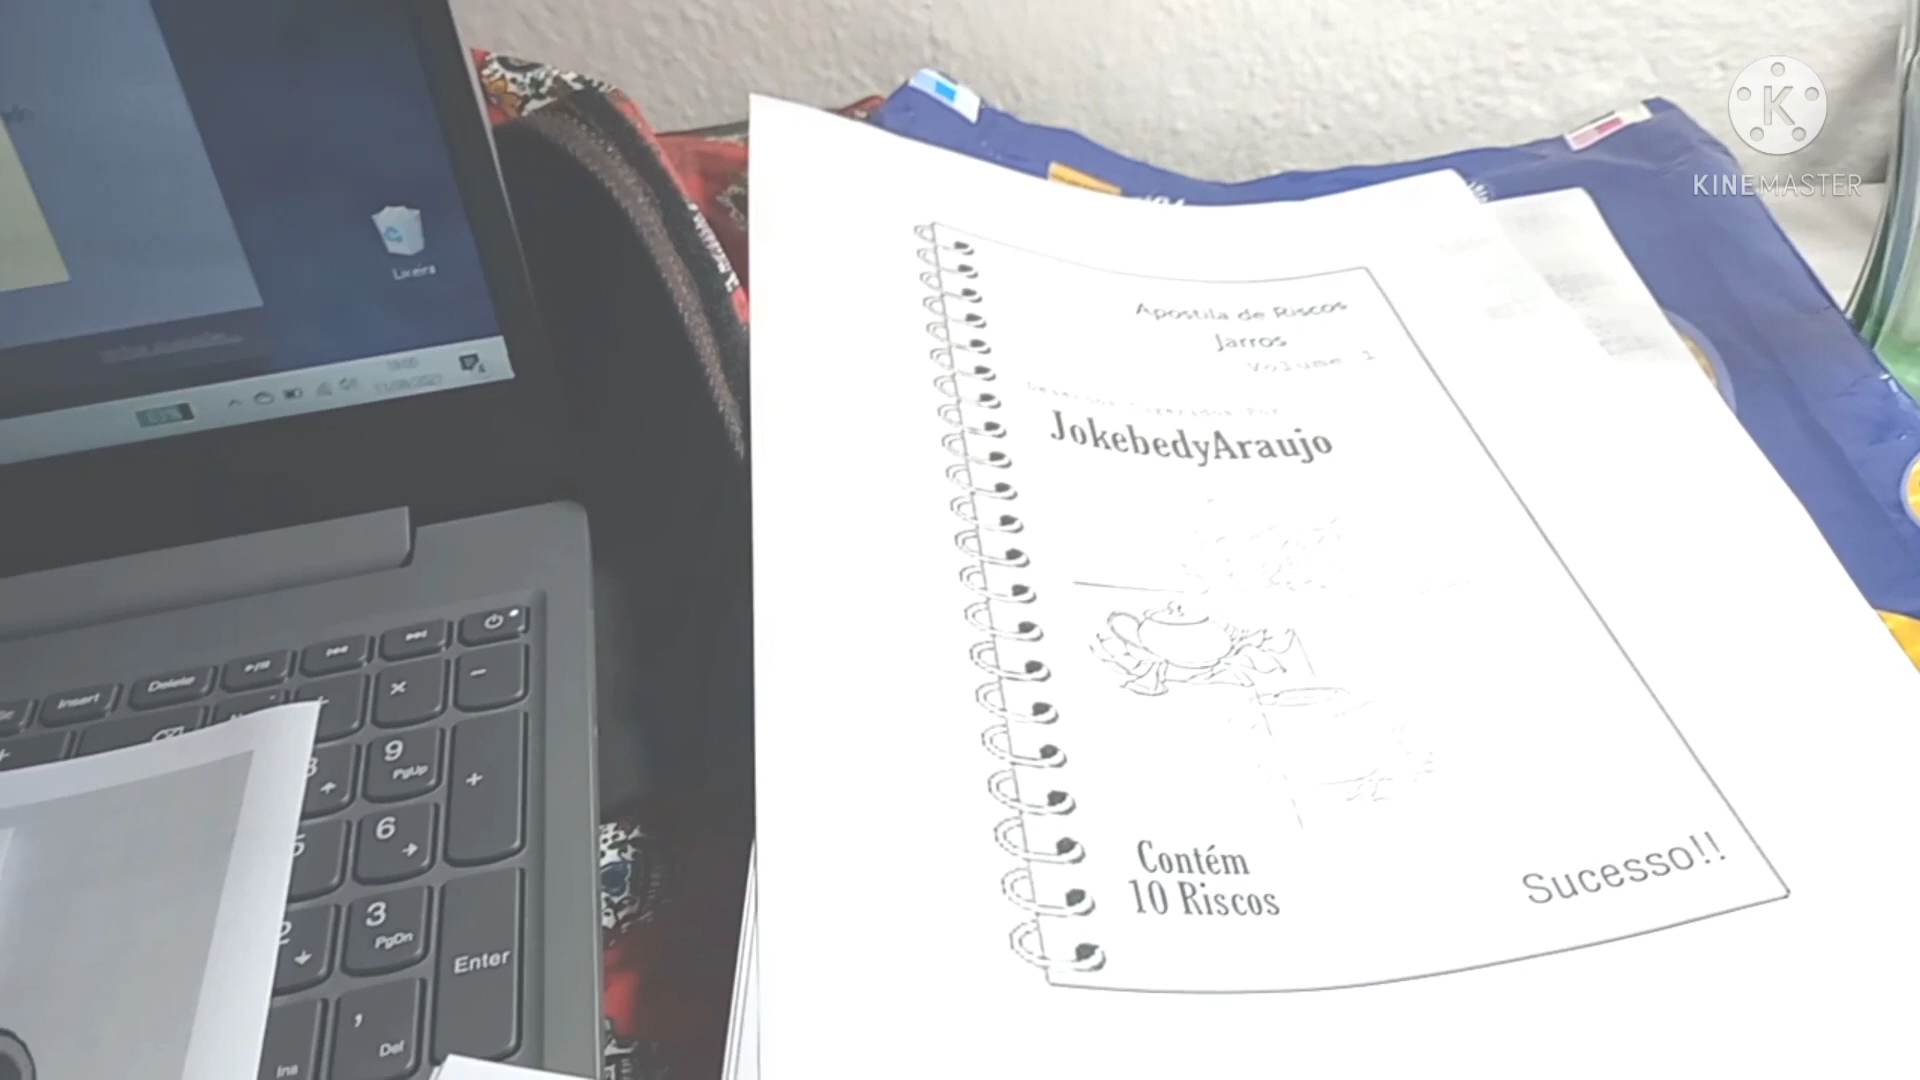 KINEMASTER
Lixeira
Apostila de Riscos
Jarros
Volume 1
JokebedyAraujo
Contém
10 Riscos
Sucesso!!
Insert
Delete
9
PgUp
+
6
3
PgDn
Enter
,
Del
Ins